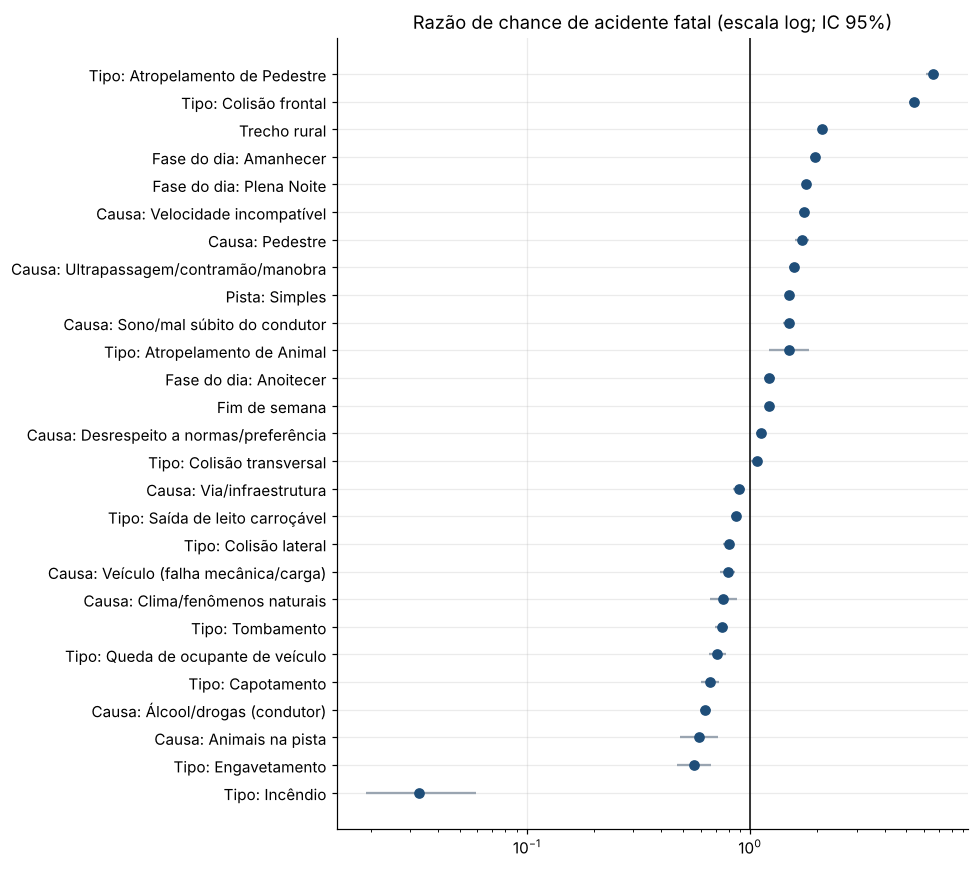 Razão de chance de acidente fatal (escala log; IC 95%)
Tipo: Atropelamento de Pedestre
Tipo: Colisão frontal
Trecho rural
Fase do dia: Amanhecer
Fase do dia: Plena Noite
Causa: Velocidade incompatível
Causa: Pedestre
Causa: Ultrapassagem/contramão/manobra
Pista: Simples
Causa: Sono/mal súbito do condutor
Tipo: Atropelamento de Animal
Fase do dia: Anoitecer
Fim de semana
Causa: Desrespeito a normas/preferência
Tipo: Colisão transversal
Causa: Via/infraestrutura
Tipo: Saída de leito carroçável
Tipo: Colisão lateral
Causa: Veículo (falha mecânica/carga)
Causa: Clima/fenômenos naturais
Tipo: Tombamento
Tipo: Queda de ocupante de veículo
Tipo: Capotamento
Causa: Álcool/drogas (condutor)
Causa: Animais na pista
Tipo: Engavetamento
Tipo: Incêndio
10⁻¹ 10⁰